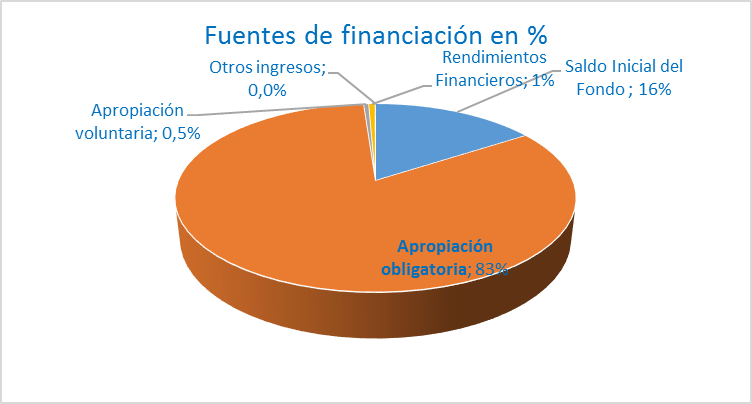 Fuentes de financiación en %
Otros ingresos;
0,0%
Rendimientos
Financieros; 1%
Saldo Inicial del
Fondo ; 16%
Apropiación
voluntaria; 0,5%
Apropiación
obligatoria; 83%